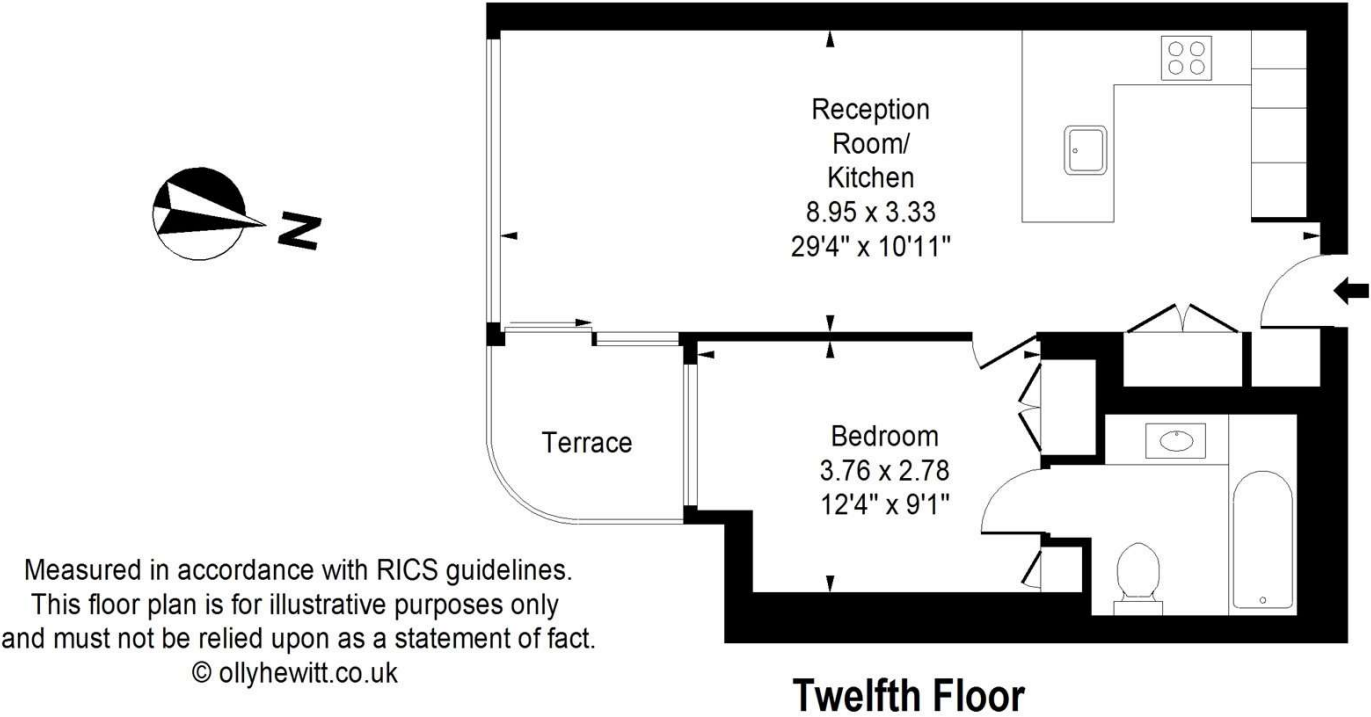 Reception
Room/
Kitchen
8.95 x 3.33
29'4" x 10'11"
N
Terrace
Bedroom
3.76 x 2.78
12'4" x 9'1"
Measured in accordance with RICS guidelines.
This floor plan is for illustrative purposes only
and must not be relied upon as a statement of fact.
© ollyhewitt.co.uk
Twelfth Floor